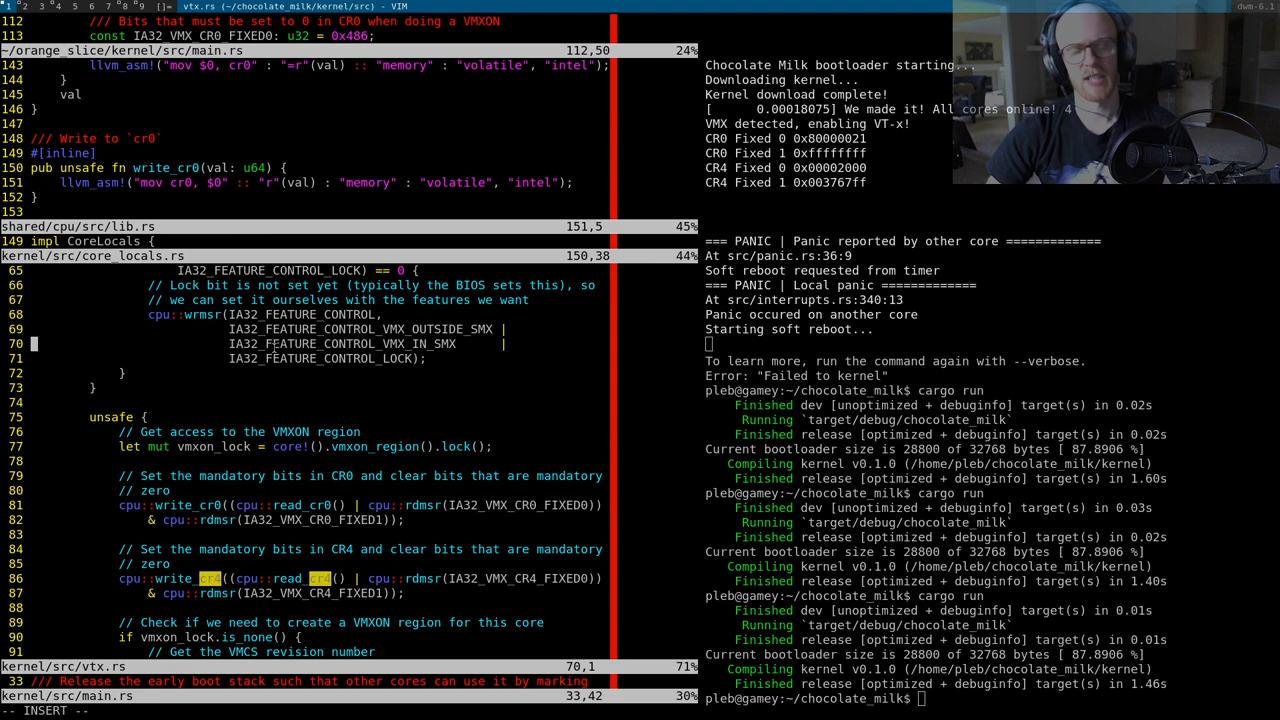 1 2 3 4 5 6 7 8 9 []= vtx.rs (~/chocolate_milk/kernel/src) - VIM
dwm-6.1
112 /// Bits that must be set to 0 in CR0 when doing a VMXON
113 const IA32_VMX_CR0_FIXED0: u32 = 0x486;
~/orange_slice/kernel/src/main.rs 112,50 24%
143 llvm_asm!("mov $0, cr0" : "=r"(val) :: "memory" : "volatile", "intel");
144 }
145 val
146 }
147
148 /// Write to `cr0`
149 #[inline]
150 pub unsafe fn write_cr0(val: u64) {
151 llvm_asm!("mov cr0, $0" :: "r"(val) : "memory" : "volatile", "intel");
152 }
153
shared/cpu/src/lib.rs 151,5 45%
149 impl CoreLocals {
kernel/src/core_locals.rs 150,38 44%
65 IA32_FEATURE_CONTROL_LOCK) == 0 {
66 // Lock bit is not set yet (typically the BIOS sets this), so
67 // we can set it ourselves with the features we want
68 cpu::wrmsr(IA32_FEATURE_CONTROL,
69 IA32_FEATURE_CONTROL_VMX_OUTSIDE_SMX |
70 IA32_FEATURE_CONTROL_VMX_IN_SMX |
71 IA32_FEATURE_CONTROL_LOCK);
72 }
73 }
74
75 unsafe {
76 // Get access to the VMXON region
77 let mut vmxon_lock = core!().vmxon_region().lock();
78
79 // Set the mandatory bits in CR0 and clear bits that are mandatory
80 // zero
81 cpu::write_cr0((cpu::read_cr0() | cpu::rdmsr(IA32_VMX_CR0_FIXED0))
82 & cpu::rdmsr(IA32_VMX_CR0_FIXED1));
83
84 // Set the mandatory bits in CR4 and clear bits that are mandatory
85 // zero
86 cpu::write_cr4((cpu::read_cr4() | cpu::rdmsr(IA32_VMX_CR4_FIXED0))
87 & cpu::rdmsr(IA32_VMX_CR4_FIXED1));
88
89 // Check if we need to create a VMXON region for this core
90 if vmxon_lock.is_none() {
91 // Get the VMCS revision number
kernel/src/vtx.rs 70,1 71%
33 /// Release the early boot stack such that other cores can use it by marking
kernel/src/main.rs 33,42 30%
-- INSERT --
Chocolate Milk bootloader starting...
Downloading kernel...
Kernel download complete!
[ 0.00018075] We made it! All cores online! 4
VMX detected, enabling VT-x!
CR0 Fixed 0 0x80000021
CR0 Fixed 1 0xffffffff
CR4 Fixed 0 0x00002000
CR4 Fixed 1 0x003767ff
=== PANIC | Panic reported by other core =============
At src/panic.rs:36:9
Soft reboot requested from timer
=== PANIC | Local panic =============
At src/interrupts.rs:340:13
Panic occured on another core
Starting soft reboot...
To learn more, run the command again with --verbose.
Error: "Failed to kernel"
pleb@gamey:~/chocolate_milk$ cargo run
Finished dev [unoptimized + debuginfo] target(s) in 0.02s
Running `target/debug/chocolate_milk`
Finished release [optimized + debuginfo] target(s) in 0.02s
Current bootloader size is 28800 of 32768 bytes [ 87.8906 %]
Compiling kernel v0.1.0 (/home/pleb/chocolate_milk/kernel)
Finished release [optimized + debuginfo] target(s) in 1.60s
pleb@gamey:~/chocolate_milk$ cargo run
Finished dev [unoptimized + debuginfo] target(s) in 0.03s
Running `target/debug/chocolate_milk`
Finished release [optimized + debuginfo] target(s) in 0.02s
Current bootloader size is 28800 of 32768 bytes [ 87.8906 %]
Compiling kernel v0.1.0 (/home/pleb/chocolate_milk/kernel)
Finished release [optimized + debuginfo] target(s) in 1.40s
pleb@gamey:~/chocolate_milk$ cargo run
Finished dev [unoptimized + debuginfo] target(s) in 0.01s
Running `target/debug/chocolate_milk`
Finished release [optimized + debuginfo] target(s) in 0.01s
Current bootloader size is 28800 of 32768 bytes [ 87.8906 %]
Compiling kernel v0.1.0 (/home/pleb/chocolate_milk/kernel)
Finished release [optimized + debuginfo] target(s) in 1.46s
pleb@gamey:~/chocolate_milk$